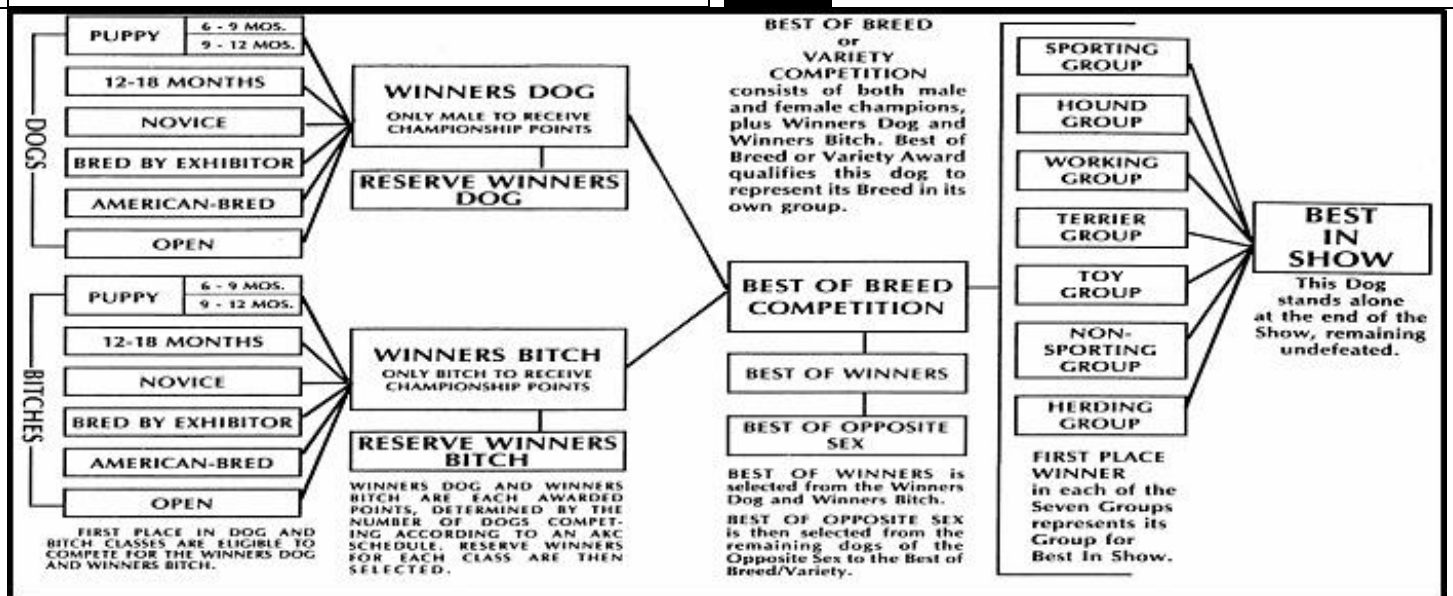 DOGS
PUPPY
6 - 9 MOS.
9 - 12 MOS.
12-18 MONTHS
NOVICE
BRED BY EXHIBITOR
AMERICAN-BRED
OPEN
BITCHES
PUPPY
6 - 9 MOS.
9 - 12 MOS.
12-18 MONTHS
NOVICE
BRED BY EXHIBITOR
AMERICAN-BRED
OPEN
FIRST PLACE IN DOG AND
BITCH CLASSES ARE ELIGIBLE TO
COMPETE FOR THE WINNERS DOG
AND WINNERS BITCH.
WINNERS DOG
ONLY MALE TO RECEIVE
CHAMPIONSHIP POINTS
RESERVE WINNERS
DOG
WINNERS BITCH
ONLY BITCH TO RECEIVE
CHAMPIONSHIP POINTS
RESERVE WINNERS
BITCH
WINNERS DOG AND WINNERS
BITCH ARE EACH AWARDED
POINTS, DETERMINED BY THE
NUMBER OF DOGS COMPET-
ING ACCORDING TO AN AKC
SCHEDULE. RESERVE WINNERS
FOR EACH CLASS ARE THEN
SELECTED.
BEST OF BREED
or
VARIETY
COMPETITION
consists of both male
and female champions,
plus Winners Dog and
Winners Bitch. Best of
Breed or Variety Award
qualifies this dog to
represent its Breed in its
own group.
BEST OF BREED
COMPETITION
BEST OF WINNERS
BEST OF OPPOSITE
SEX
BEST OF WINNERS is
selected from the Winners
Dog and Winners Bitch.
BEST OF OPPOSITE SEX
is then selected from the
remaining dogs of the
Opposite Sex to the Best of
Breed/Variety.
SPORTING
GROUP
HOUND
GROUP
WORKING
GROUP
TERRIER
GROUP
TOY
GROUP
NON-
SPORTING
GROUP
HERDING
GROUP
FIRST PLACE
WINNER
in each of the
Seven Groups
represents its
Group for
Best In Show.
BEST
IN
SHOW
This Dog
stands alone
at the end of the
Show, remaining
undefeated.